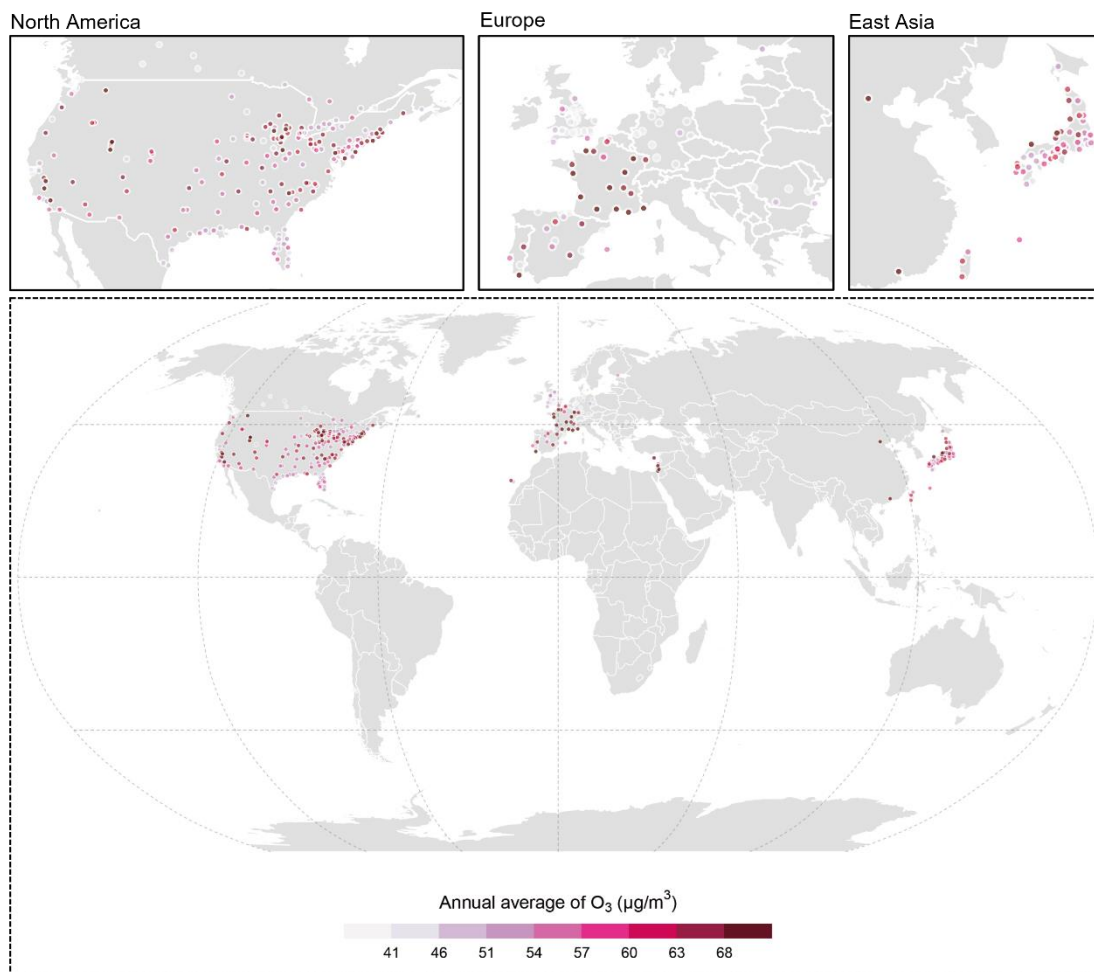 North America
Europe
East Asia
Annual average of O₃ (µg/m³)
41 46 51 54 57 60 63 68